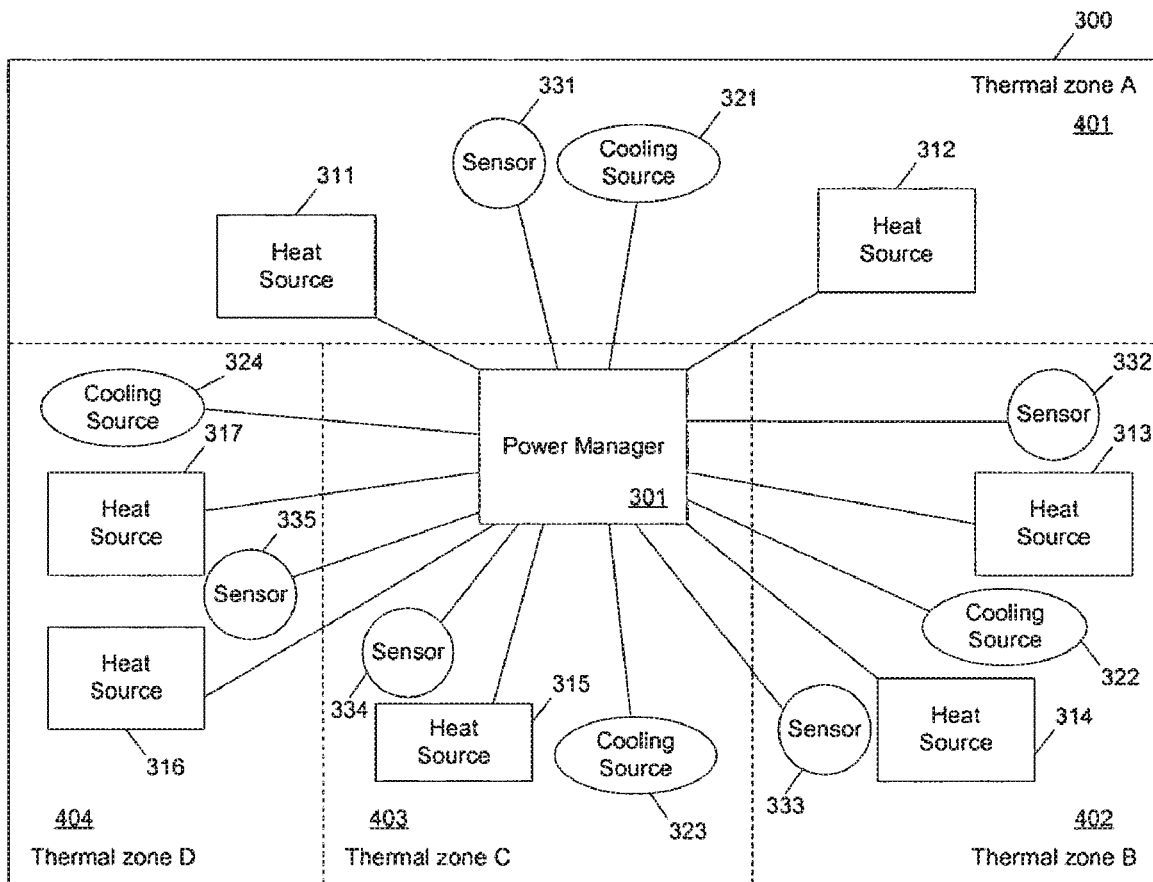 300
Thermal zone A
401
331
321
Sensor
Cooling
Source
311
312
Heat
Source
Heat
Source
324
Cooling
Source
332
Sensor
317
313
Power Manager
301
Heat
Source
Heat
Source
335
Sensor
Cooling
Source
322
Heat
Source
316
Sensor
334
315
Heat
Source
Cooling
Source
323
Sensor
333
Heat
Source
314
404
Thermal zone D
403
Thermal zone C
402
Thermal zone B